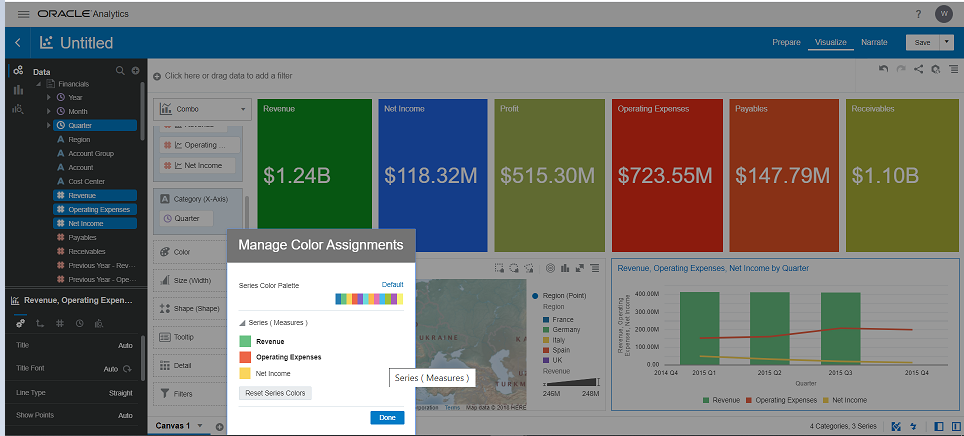 ORACLE Analytics
?
W
Untitled
Prepare Visualize Narrate Save
Data
Financials
Year
Month
Quarter
Region
Account Group
Account
Cost Center
Revenue
Operating Expenses
Net Income
Payables
Receivables
Previous Year - Rev···
Previous Year - Ope···
Revenue, Operating Expen...
Title Auto
Title Font Auto
Line Type Straight
Show Points Auto
Click here or drag data to add a filter
Combo
Revenue
Operating ...
Net Income
Category (X-Axis)
Quarter
Color
Size (Width)
Shape (Shape)
Tooltip
Detail
Filters
Revenue
$1.24B
Net Income
$118.32M
Profit
$515.30M
Operating Expenses
$723.55M
Payables
$147.79M
Receivables
$1.10B
Manage Color Assignments
Series Color Palette Default
Series ( Measures )
Revenue
Operating Expenses
Net Income
Reset Series Colors
Done
Series ( Measures )
UKRAINE
Terms Map data © 2016 HERE
Region (Point)
Region
France
Germany
Italy
Spain
UK
Revenue
246M 248M
Revenue, Operating Expenses, Net Income by Quarter
Revenue, Operating
Expenses, Net Income
400.00M
300.00M
200.00M
100.00M
0.00
2014 Q4 2015 Q1 2015 Q2 2015 Q3 2015 Q4
Quarter
Revenue Operating Expenses Net Income
Canvas 1
4 Categories, 3 Series